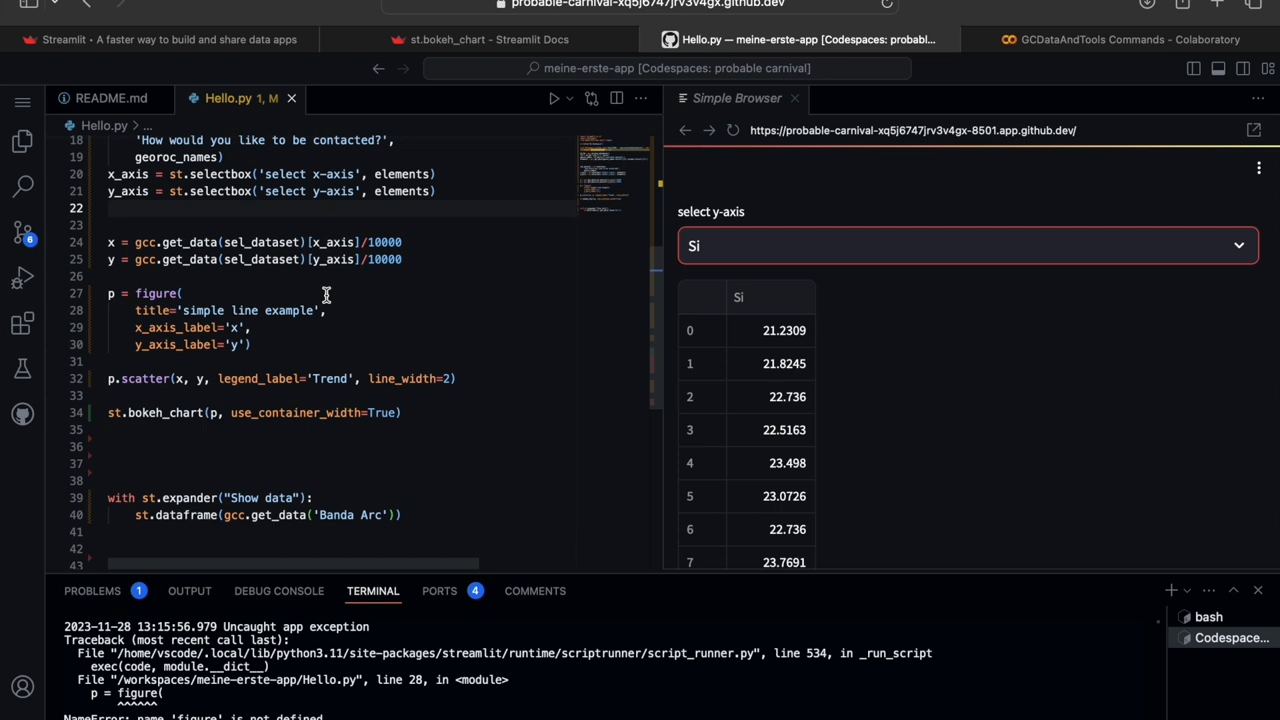 probable-carnival-xq5j6747jrv3v4gx.github.dev
Streamlit • A faster way to build and share data apps
st.bokeh_chart - Streamlit Docs
Hello.py — meine-erste-app [Codespaces: probabl...
GCDataAndTools Commands - Colaboratory
meine-erste-app [Codespaces: probable carnival]
README.md
Hello.py 1, M
Simple Browser
Hello.py > ...
https://probable-carnival-xq5j6747jrv3v4gx-8501.app.github.dev/
18 'How would you like to be contacted?',
19 georoc_names)
20 x_axis = st.selectbox('select x-axis', elements)
21 y_axis = st.selectbox('select y-axis', elements)
22
23
24 x = gcc.get_data(sel_dataset)[x_axis]/10000
25 y = gcc.get_data(sel_dataset)[y_axis]/10000
26
27 p = figure(
28 title='simple line example',
29 x_axis_label='x',
30 y_axis_label='y')
31
32 p.scatter(x, y, legend_label='Trend', line_width=2)
33
34 st.bokeh_chart(p, use_container_width=True)
35
36
37
38
39 with st.expander("Show data"):
40 st.dataframe(gcc.get_data('Banda Arc'))
41
42
43
select y-axis
Si
Si
0 21.2309
1 21.8245
2 22.736
3 22.5163
4 23.498
5 23.0726
6 22.736
7 23.7691
6
PROBLEMS 1 OUTPUT DEBUG CONSOLE TERMINAL PORTS 4 COMMENTS
bash
Codespace...
2023-11-28 13:15:56.979 Uncaught app exception
Traceback (most recent call last):
File "/home/vscode/.local/lib/python3.11/site-packages/streamlit/runtime/scriptrunner/script_runner.py", line 534, in _run_script
exec(code, module.__dict__)
File "/workspaces/meine-erste-app/Hello.py", line 28, in <module>
p = figure(
^^^^^^
NameError: name 'figure' is not defined